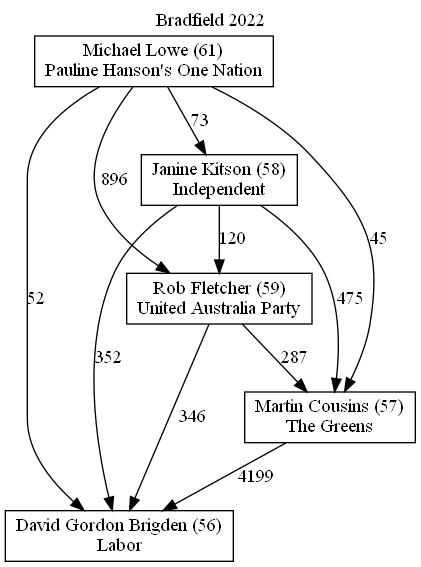 Bradfield 2022
Michael Lowe (61)
Pauline Hanson's One Nation
73
896
Janine Kitson (58)
Independent
120
45
Rob Fletcher (59)
United Australia Party
52
475
352
287
346
Martin Cousins (57)
The Greens
4199
David Gordon Brigden (56)
Labor